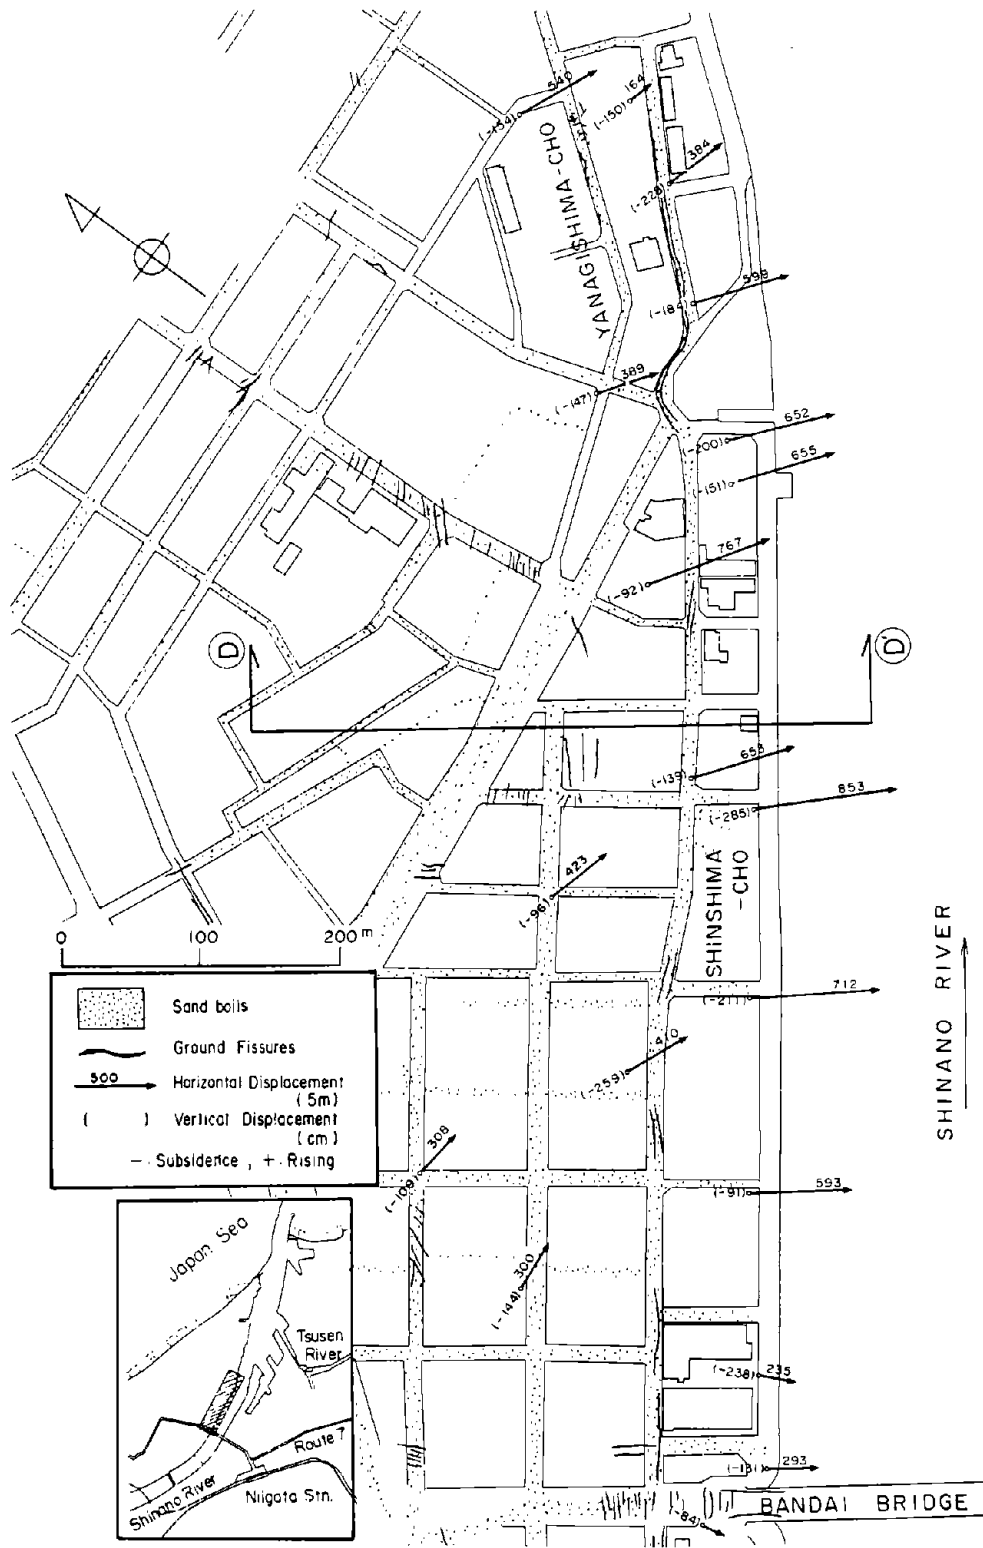 540
(-154)
164
(-150)
384
(-228)
YANAGISHIMA-CHO
599
(-184)
389
(-147)
652
(-200)
655
(-151)
767
(-92)
D
D'
653
(-139)
853
(-285)
423
(-96)
SHINSHIMA
-CHO
0 100 200 m
712
(-211)
410
(-259)
SHINANO RIVER
Sand boils
Ground Fissures
500 Horizontal Displacement
(5m)
( ) Vertical Displacement
(cm)
- Subsidence , + Rising
308
(-109)
593
(-91)
300
(-144)
Japan Sea
Tsusen
River
Route 7
Shinano River
Niigata Stn.
(-238) 235
(-131) 293
BANDAI BRIDGE
(-84)